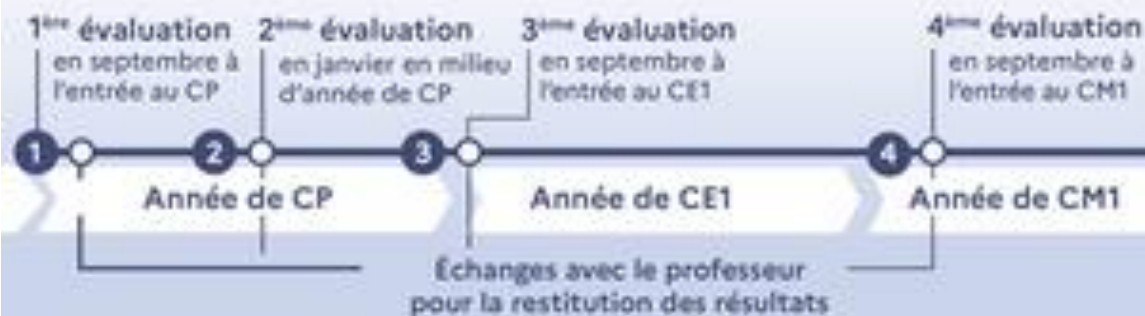 1ère évaluation
en septembre à
l'entrée au CP
2ème évaluation
en janvier en milieu
d'année de CP
3ème évaluation
en septembre à
l'entrée au CE1
4ème évaluation
en septembre à
l'entrée au CM1
1
2
3
4
Année de CP
Année de CE1
Année de CM1
Échanges avec le professeur
pour la restitution des résultats